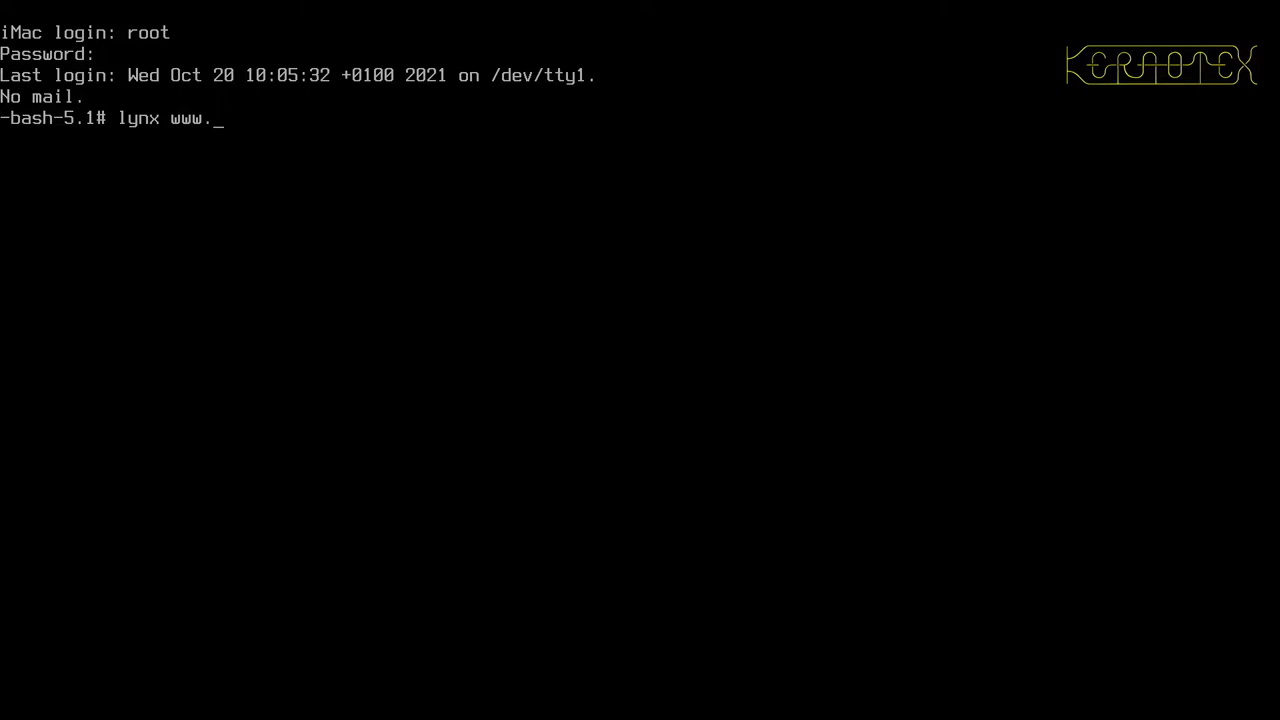 iMac login: root
KERNOTEX
Password:
Last login: Wed Oct 20 10:05:32 +0100 2021 on /dev/tty1.
No mail.
-bash-5.1# lynx www._